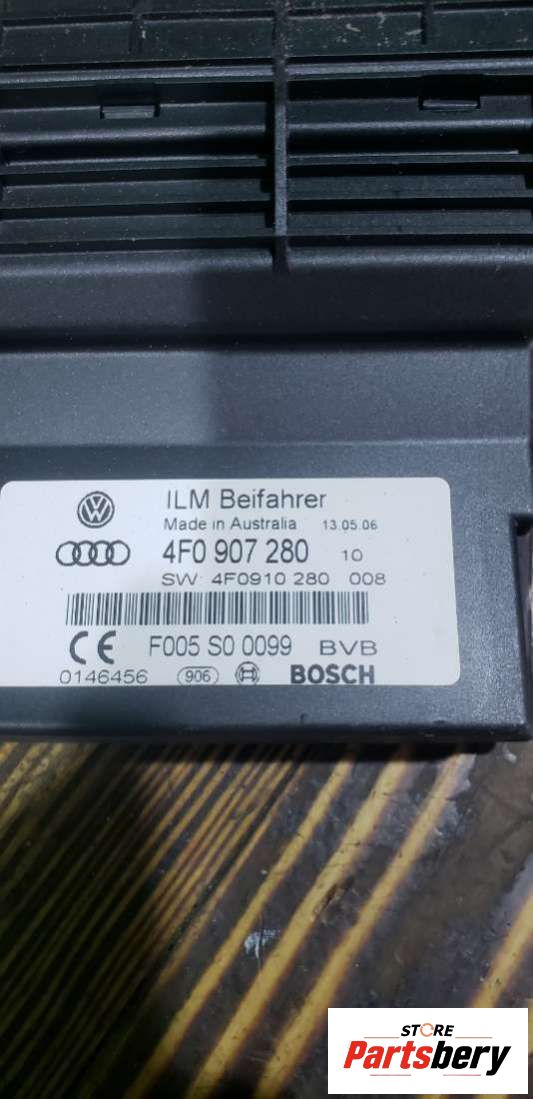 ILM Beifahrer
Made in Australia 13.05.06
4F0 907 280 10
SW 4F0910 280 008
CE F005 S0 0099 BVB
0146456 906 BOSCH
STORE
Partsbery